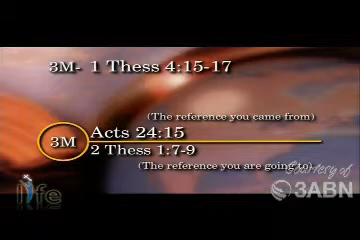 3M- 1 Thess 4:15-17
(The reference you came from)
Acts 24:15
3M
2 Thess 1:7-9
(The reference you are going to)
Courtesy of
3ABN
life